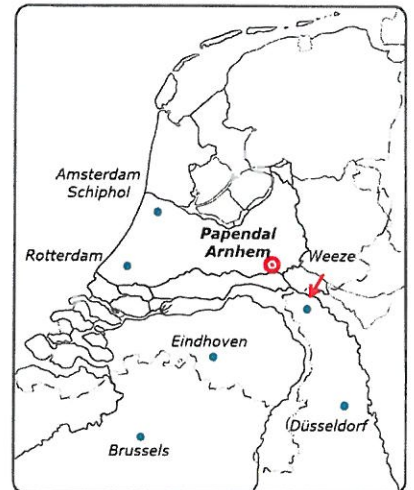 Amsterdam
Schiphol
Papendal
Arnhem
Rotterdam
Weeze
Eindhoven
Düsseldorf
Brussels